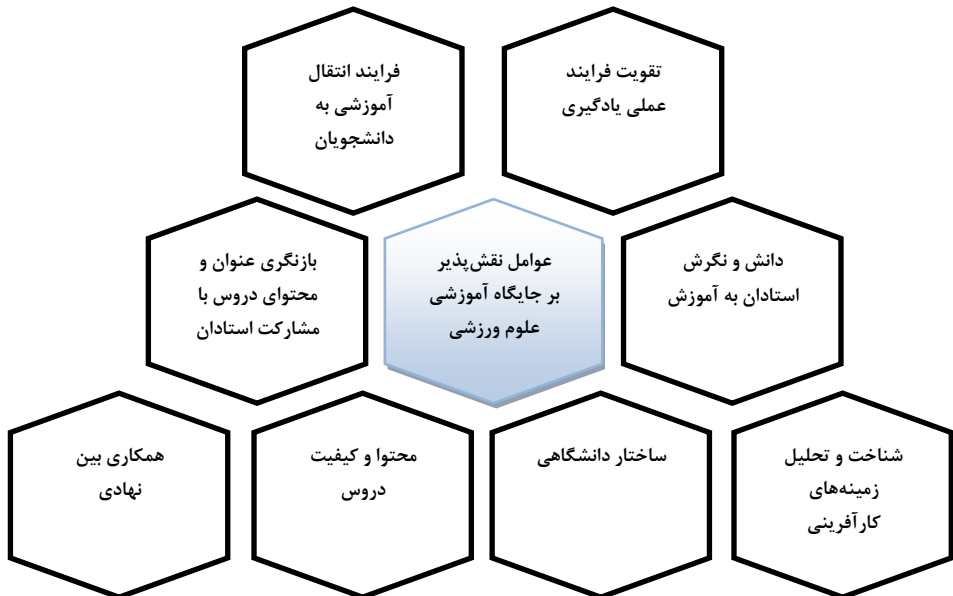 تقویت فرایند
عملی یادگیری
فرایند انتقال
آموزشی به
دانشجویان
دانش و نگرش
استادان به آموزش
عوامل نقش‌پذیر
بر جایگاه آموزشی
علوم ورزشی
بازنگری عنوان و
محتوای دروس با
مشارکت استادان
شناخت و تحلیل
زمینه‌های
کارآفرینی
ساختار دانشگاهی
محتوا و کیفیت
دروس
همکاری بین
نهادی